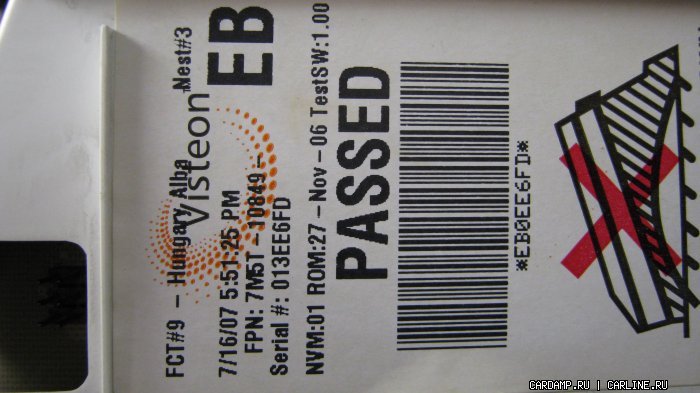 FCT#9 – Hungary, Alba Nest#3
Visteon
7/16/07 5:51:25 PM
EB
FPN: 7M5T – 10849 –
Serial #: 013EE6FD
NVM:01 ROM:27 – Nov – 06 TestSW:1.00
PASSED
*EB0EE6FD*
CARDAMP.RU | CARLINE.RU